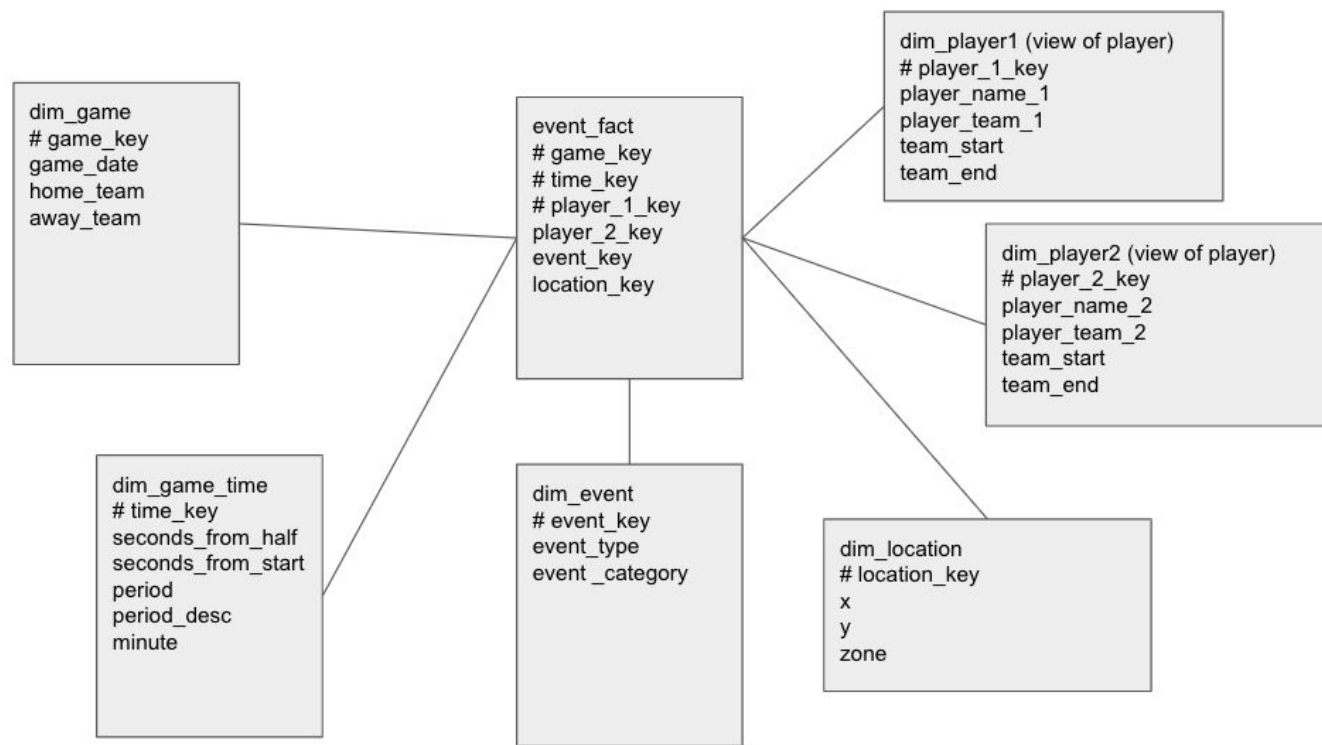 dim_game
# game_key
game_date
home_team
away_team
event_fact
# game_key
# time_key
# player_1_key
player_2_key
event_key
location_key
dim_player1 (view of player)
# player_1_key
player_name_1
player_team_1
team_start
team_end
dim_player2 (view of player)
# player_2_key
player_name_2
player_team_2
team_start
team_end
dim_game_time
# time_key
seconds_from_half
seconds_from_start
period
period_desc
minute
dim_event
# event_key
event_type
event _category
dim_location
# location_key
x
y
zone